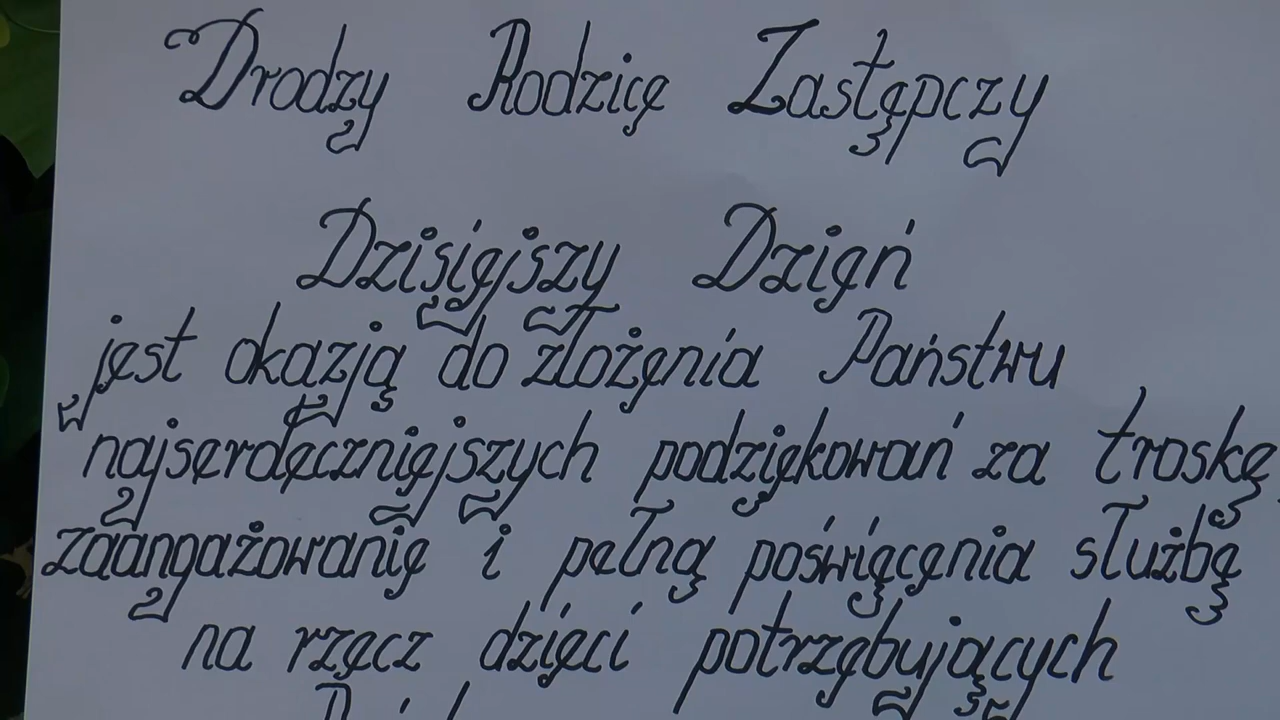 Drodzy Rodzice Zastępczy
Dzisiejszy Dzień
jest okazją do złożenia Państwu
najserdeczniejszych podziękowań za troskę,
zaangażowanie i pełną poświęcenia służbę
na rzecz dzieci potrzebujących